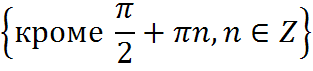 {кроме π/2 + πn, n ∈ Z}